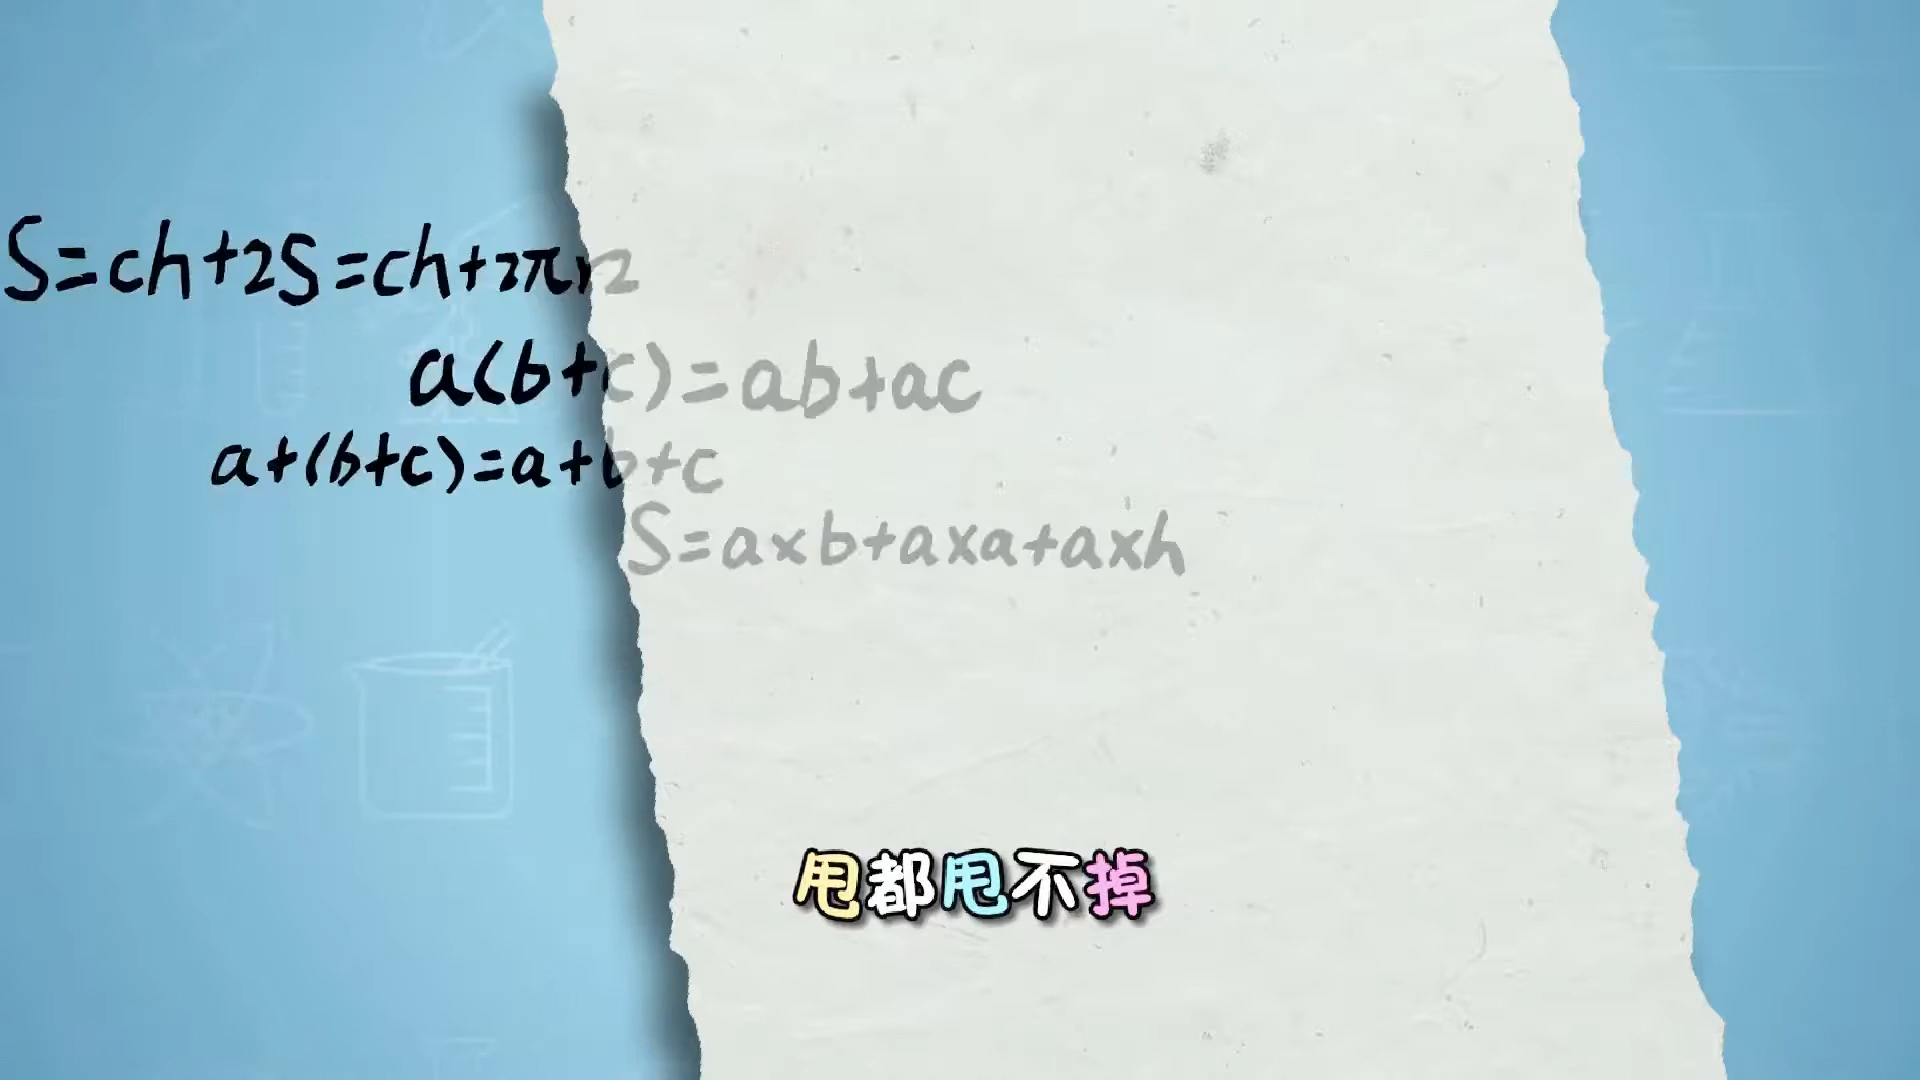 S=ch+2S=ch+2πr2
a(b+c)=ab+ac
a+(b+c)=a+b+c
S=a×b+a×a+a×h
甩都甩不掉